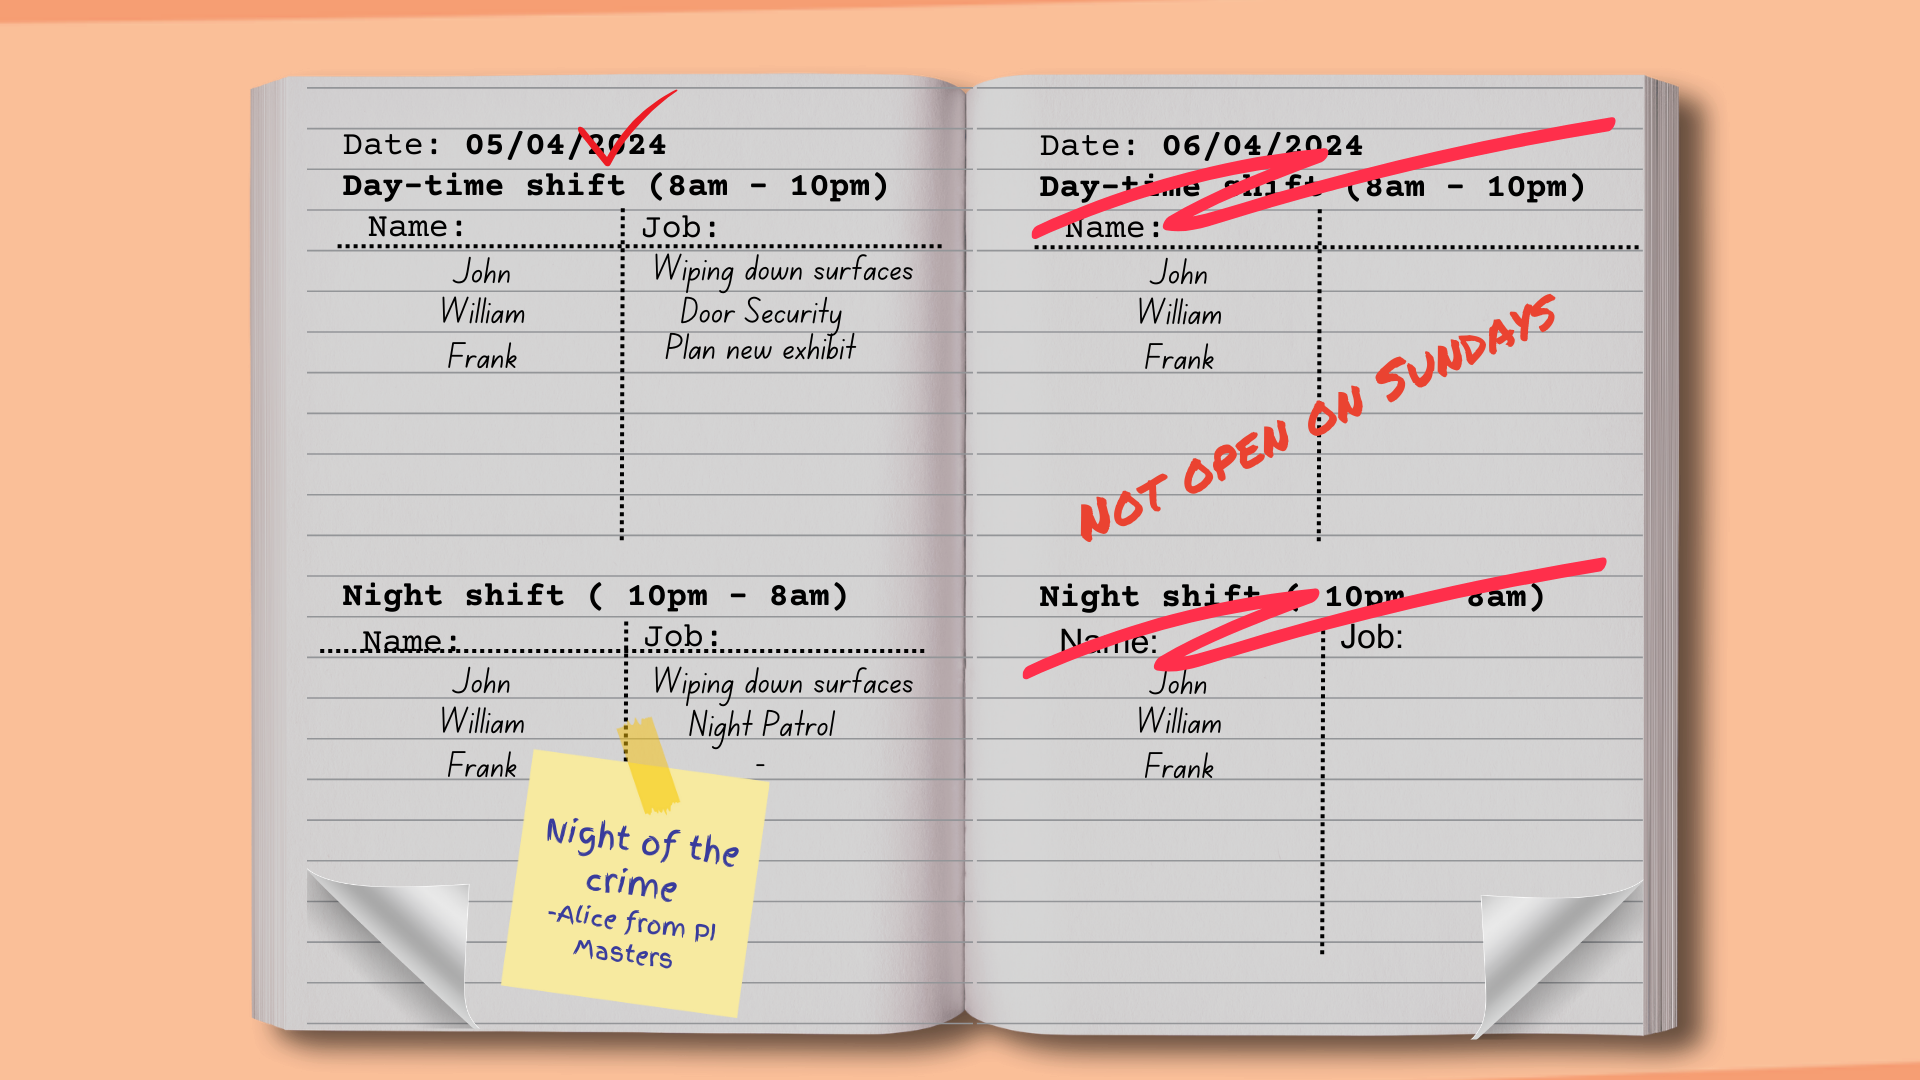 Date: 05/04/2024
Day-time shift (8am - 10pm)
Name: Job:
John Wiping down surfaces
William Door Security
Frank Plan new exhibit
Night shift ( 10pm - 8am)
Name: Job:
John Wiping down surfaces
William Night Patrol
Frank -
Night of the
crime
-Alice from PI
Masters
Date: 06/04/2024
Day-time shift (8am - 10pm)
Name:
John
William
Frank
NOT OPEN ON SUNDAYS
Night shift ( 10pm - 8am)
Name: Job:
John
William
Frank